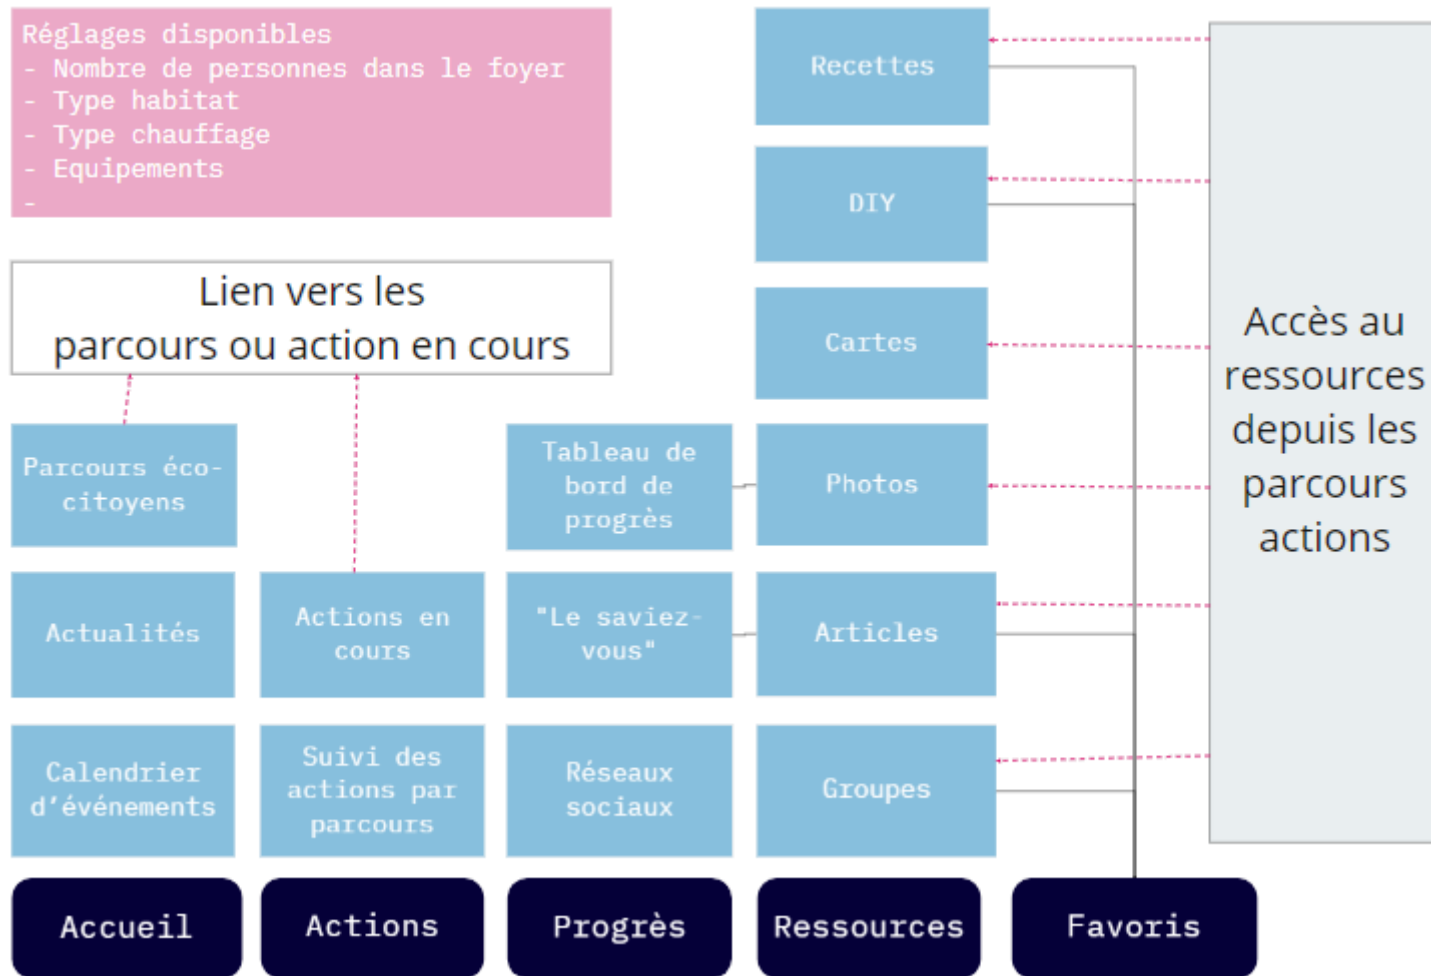 Réglages disponibles
- Nombre de personnes dans le foyer
- Type habitat
- Type chauffage
- Equipements
-
Lien vers les
parcours ou action en cours
Parcours éco-
citoyens
Actualités
Calendrier
d’événements
Accueil
Actions en
cours
Suivi des
actions par
parcours
Actions
Tableau de
bord de
progrès
"Le saviez-
vous"
Réseaux
sociaux
Progrès
Recettes
DIY
Cartes
Photos
Articles
Groupes
Ressources
Favoris
Accès au
ressources
depuis les
parcours
actions